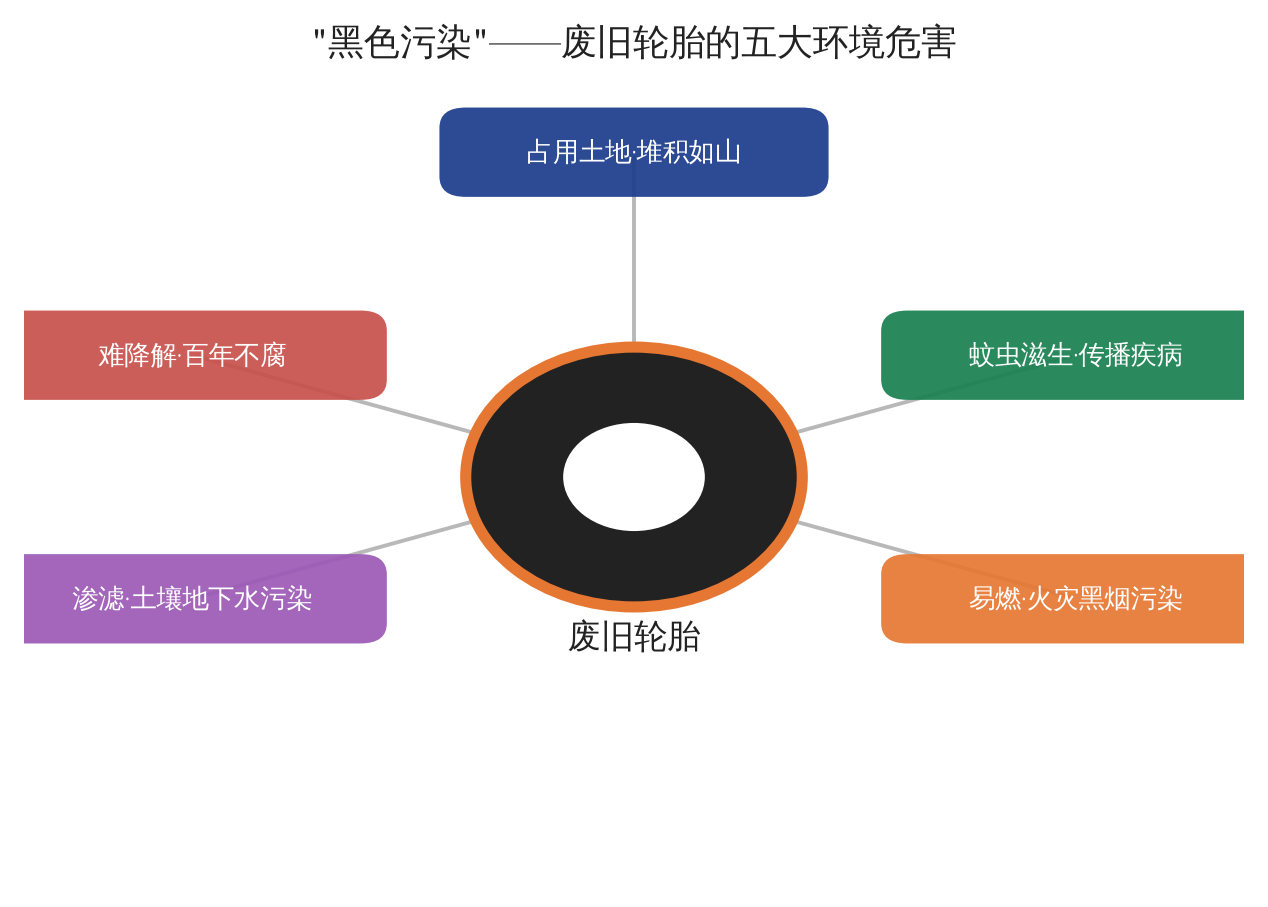 "黑色污染"——废旧轮胎的五大环境危害
占用土地·堆积如山
难降解·百年不腐
蚊虫滋生·传播疾病
渗滤·土壤地下水污染
易燃·火灾黑烟污染
废旧轮胎